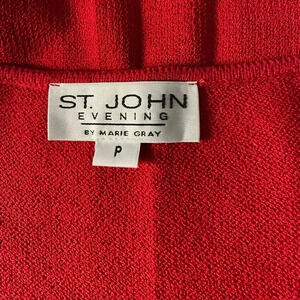 ST. JOHN
EVENING
BY MARIE GRAY
P